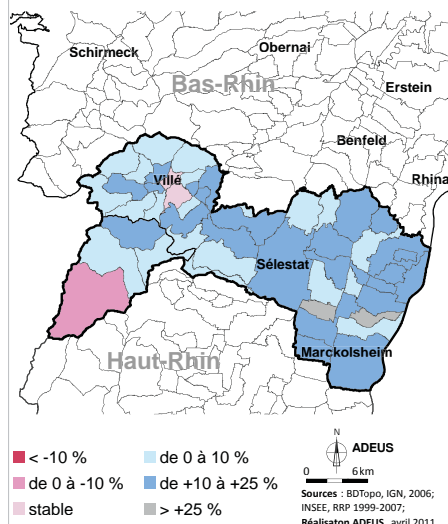 Schirmeck
Obernai
Bas-Rhin
Erstein
Benfeld
Rhina
Villé
Sélestat
Marckolsheim
Haut-Rhin
< -10 %
de 0 à 10 %
de 0 à -10 %
de +10 à +25 %
stable
> +25 %
N
ADEUS
0 6km
Sources : BDTopo, IGN, 2006;
INSEE, RRP 1999-2007;
Réalisaton ADEUS, avril 2011